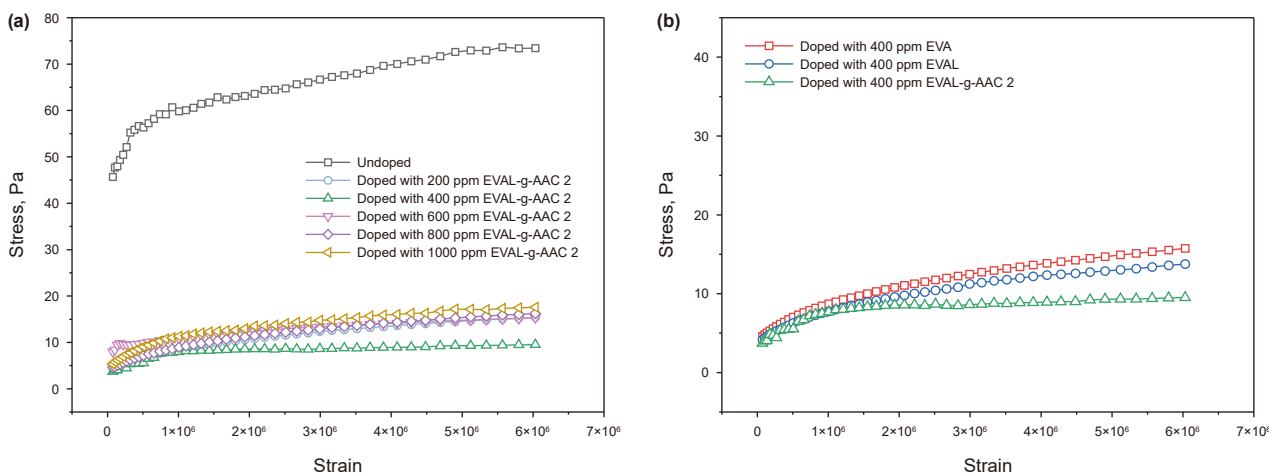 (a)
80
70
60
50
40
30
20
10
0
Stress, Pa
Undoped
Doped with 200 ppm EVAL-g-AAC 2
Doped with 400 ppm EVAL-g-AAC 2
Doped with 600 ppm EVAL-g-AAC 2
Doped with 800 ppm EVAL-g-AAC 2
Doped with 1000 ppm EVAL-g-AAC 2
0 1×10⁶ 2×10⁶ 3×10⁶ 4×10⁶ 5×10⁶ 6×10⁶ 7×10⁶
Strain
(b)
40
30
20
10
0
Stress, Pa
Doped with 400 ppm EVA
Doped with 400 ppm EVAL
Doped with 400 ppm EVAL-g-AAC 2
0 1×10⁶ 2×10⁶ 3×10⁶ 4×10⁶ 5×10⁶ 6×10⁶ 7×10⁶
Strain